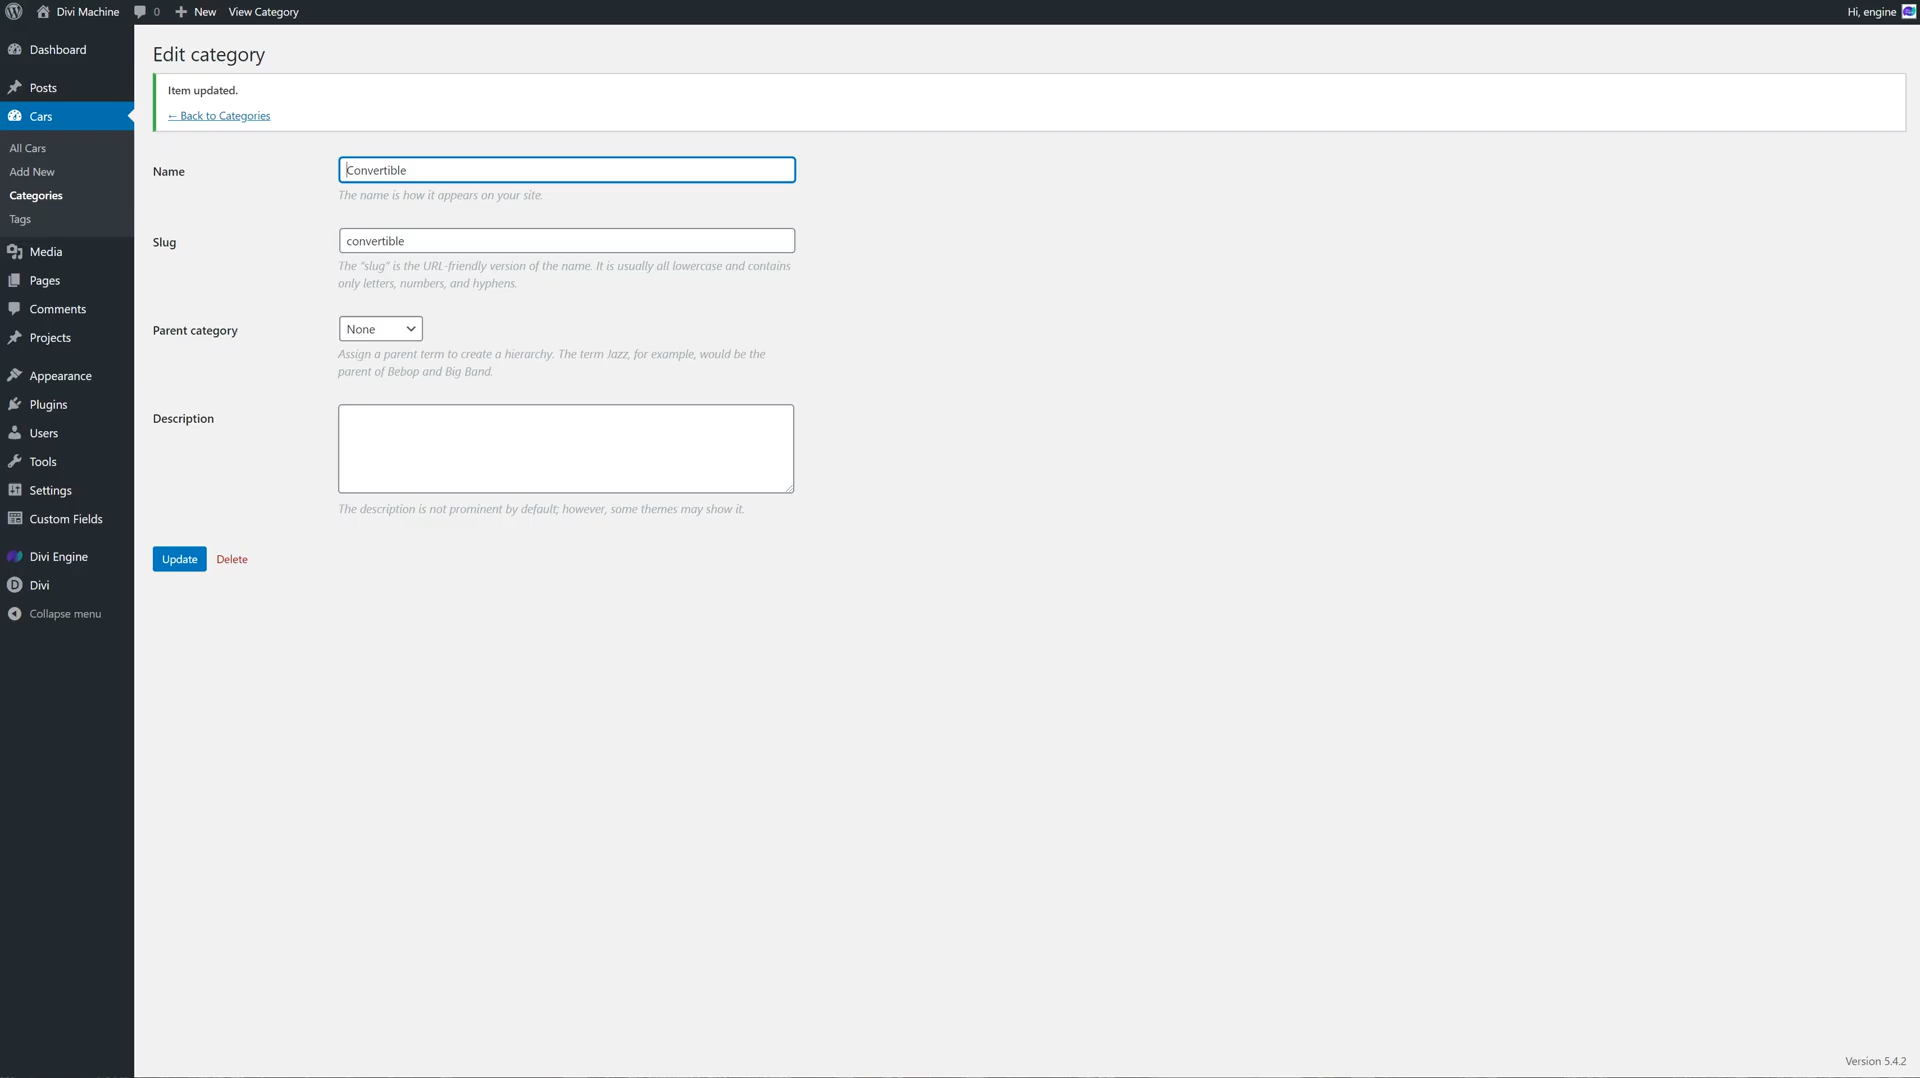 Divi Machine 0 New View Category Hi, engine
Dashboard
Posts
Cars
All Cars
Add New
Categories
Tags
Media
Pages
Comments
Projects
Appearance
Plugins
Users
Tools
Settings
Custom Fields
Divi Engine
Divi
Collapse menu
Edit category
Item updated.
← Back to Categories
Name
Convertible
The name is how it appears on your site.
Slug
convertible
The “slug” is the URL-friendly version of the name. It is usually all lowercase and contains
only letters, numbers, and hyphens.
Parent category
None
Assign a parent term to create a hierarchy. The term Jazz, for example, would be the
parent of Bebop and Big Band.
Description
The description is not prominent by default; however, some themes may show it.
Update Delete
Version 5.4.2